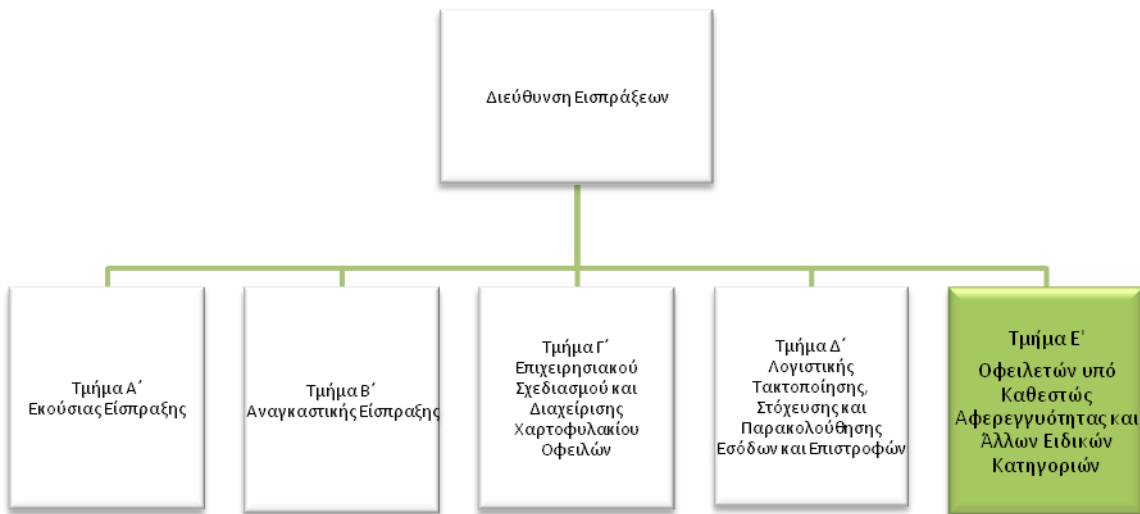 Διεύθυνση Εισπράξεων
Τμήμα Α΄
Εκούσιας Είσπραξης
Τμήμα Β΄
Αναγκαστικής Είσπραξης
Τμήμα Γ΄
Επιχειρησιακού
Σχεδιασμού και
Διαχείρισης
Χαρτοφυλακίου
Οφειλών
Τμήμα Δ΄
Λογιστικής
Τακτοποίησης,
Στόχευσης και
Παρακολούθησης
Εσόδων και Επιστροφών
Τμήμα Ε'
Οφειλετών υπό
Καθεστώς
Αφερεγγυότητας και
Άλλων Ειδικών
Κατηγοριών